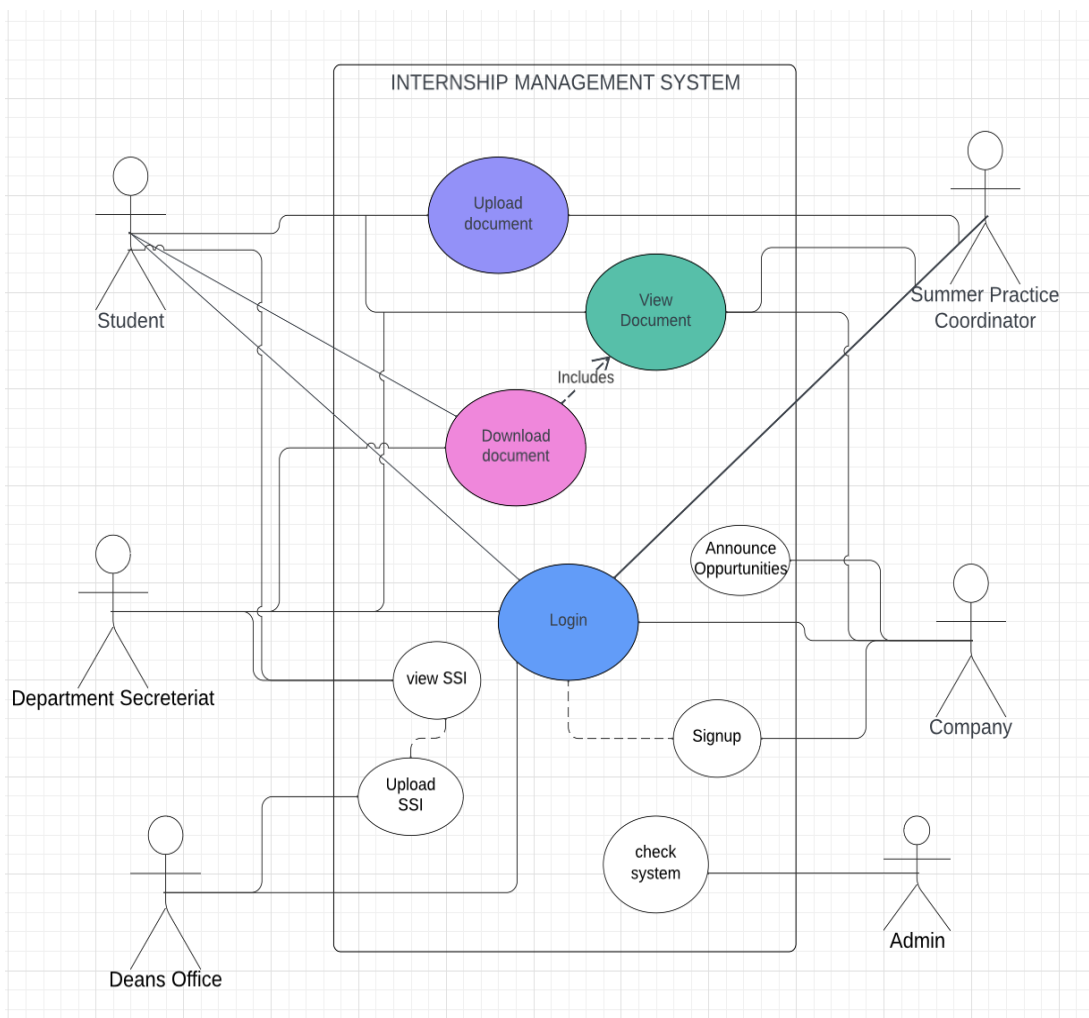 INTERNSHIP MANAGEMENT SYSTEM
Upload
document
View
Document
Student
Summer Practice
Coordinator
Includes
Download
document
Announce
Oppurtunities
Login
view SSI
Department Secreteriat
Signup
Company
Upload
SSI
check
system
Admin
Deans Office